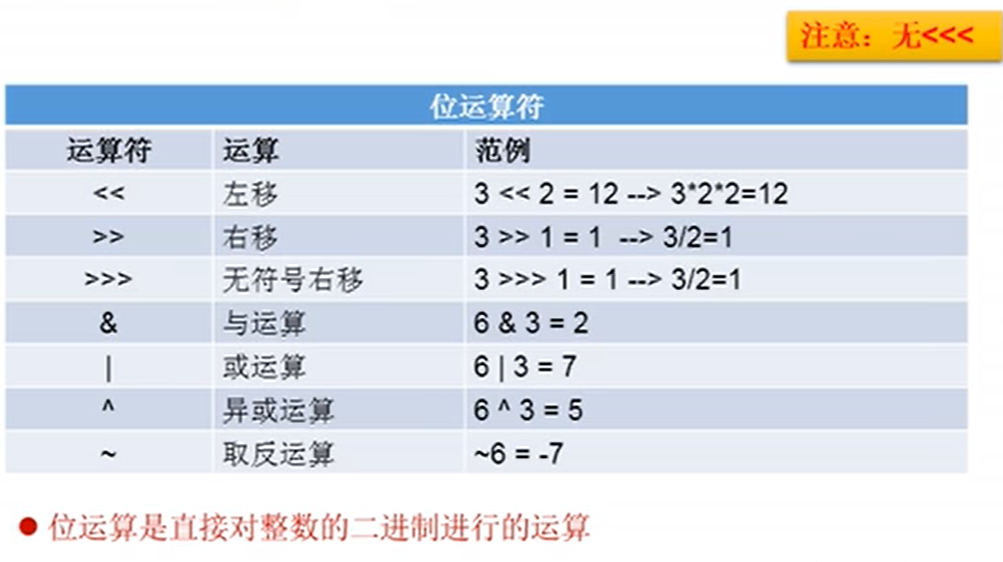 注意：无<<<
位运算符
运算符 运算 范例
<< 左移 3 << 2 = 12 --> 3*2*2=12
>> 右移 3 >> 1 = 1 --> 3/2=1
>>> 无符号右移 3 >>> 1 = 1 --> 3/2=1
& 与运算 6 & 3 = 2
| 或运算 6 | 3 = 7
^ 异或运算 6 ^ 3 = 5
~ 取反运算 ~6 = -7
● 位运算是直接对整数的二进制进行的运算